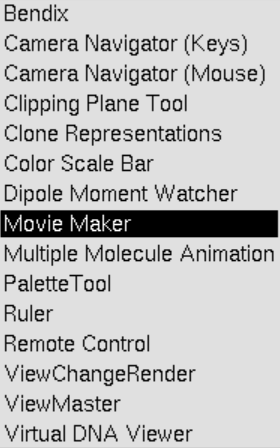 Bendix
Camera Navigator (Keys)
Camera Navigator (Mouse)
Clipping Plane Tool
Clone Representations
Color Scale Bar
Dipole Moment Watcher
Movie Maker
Multiple Molecule Animation
PaletteTool
Ruler
Remote Control
ViewChangeRender
ViewMaster
Virtual DNA Viewer